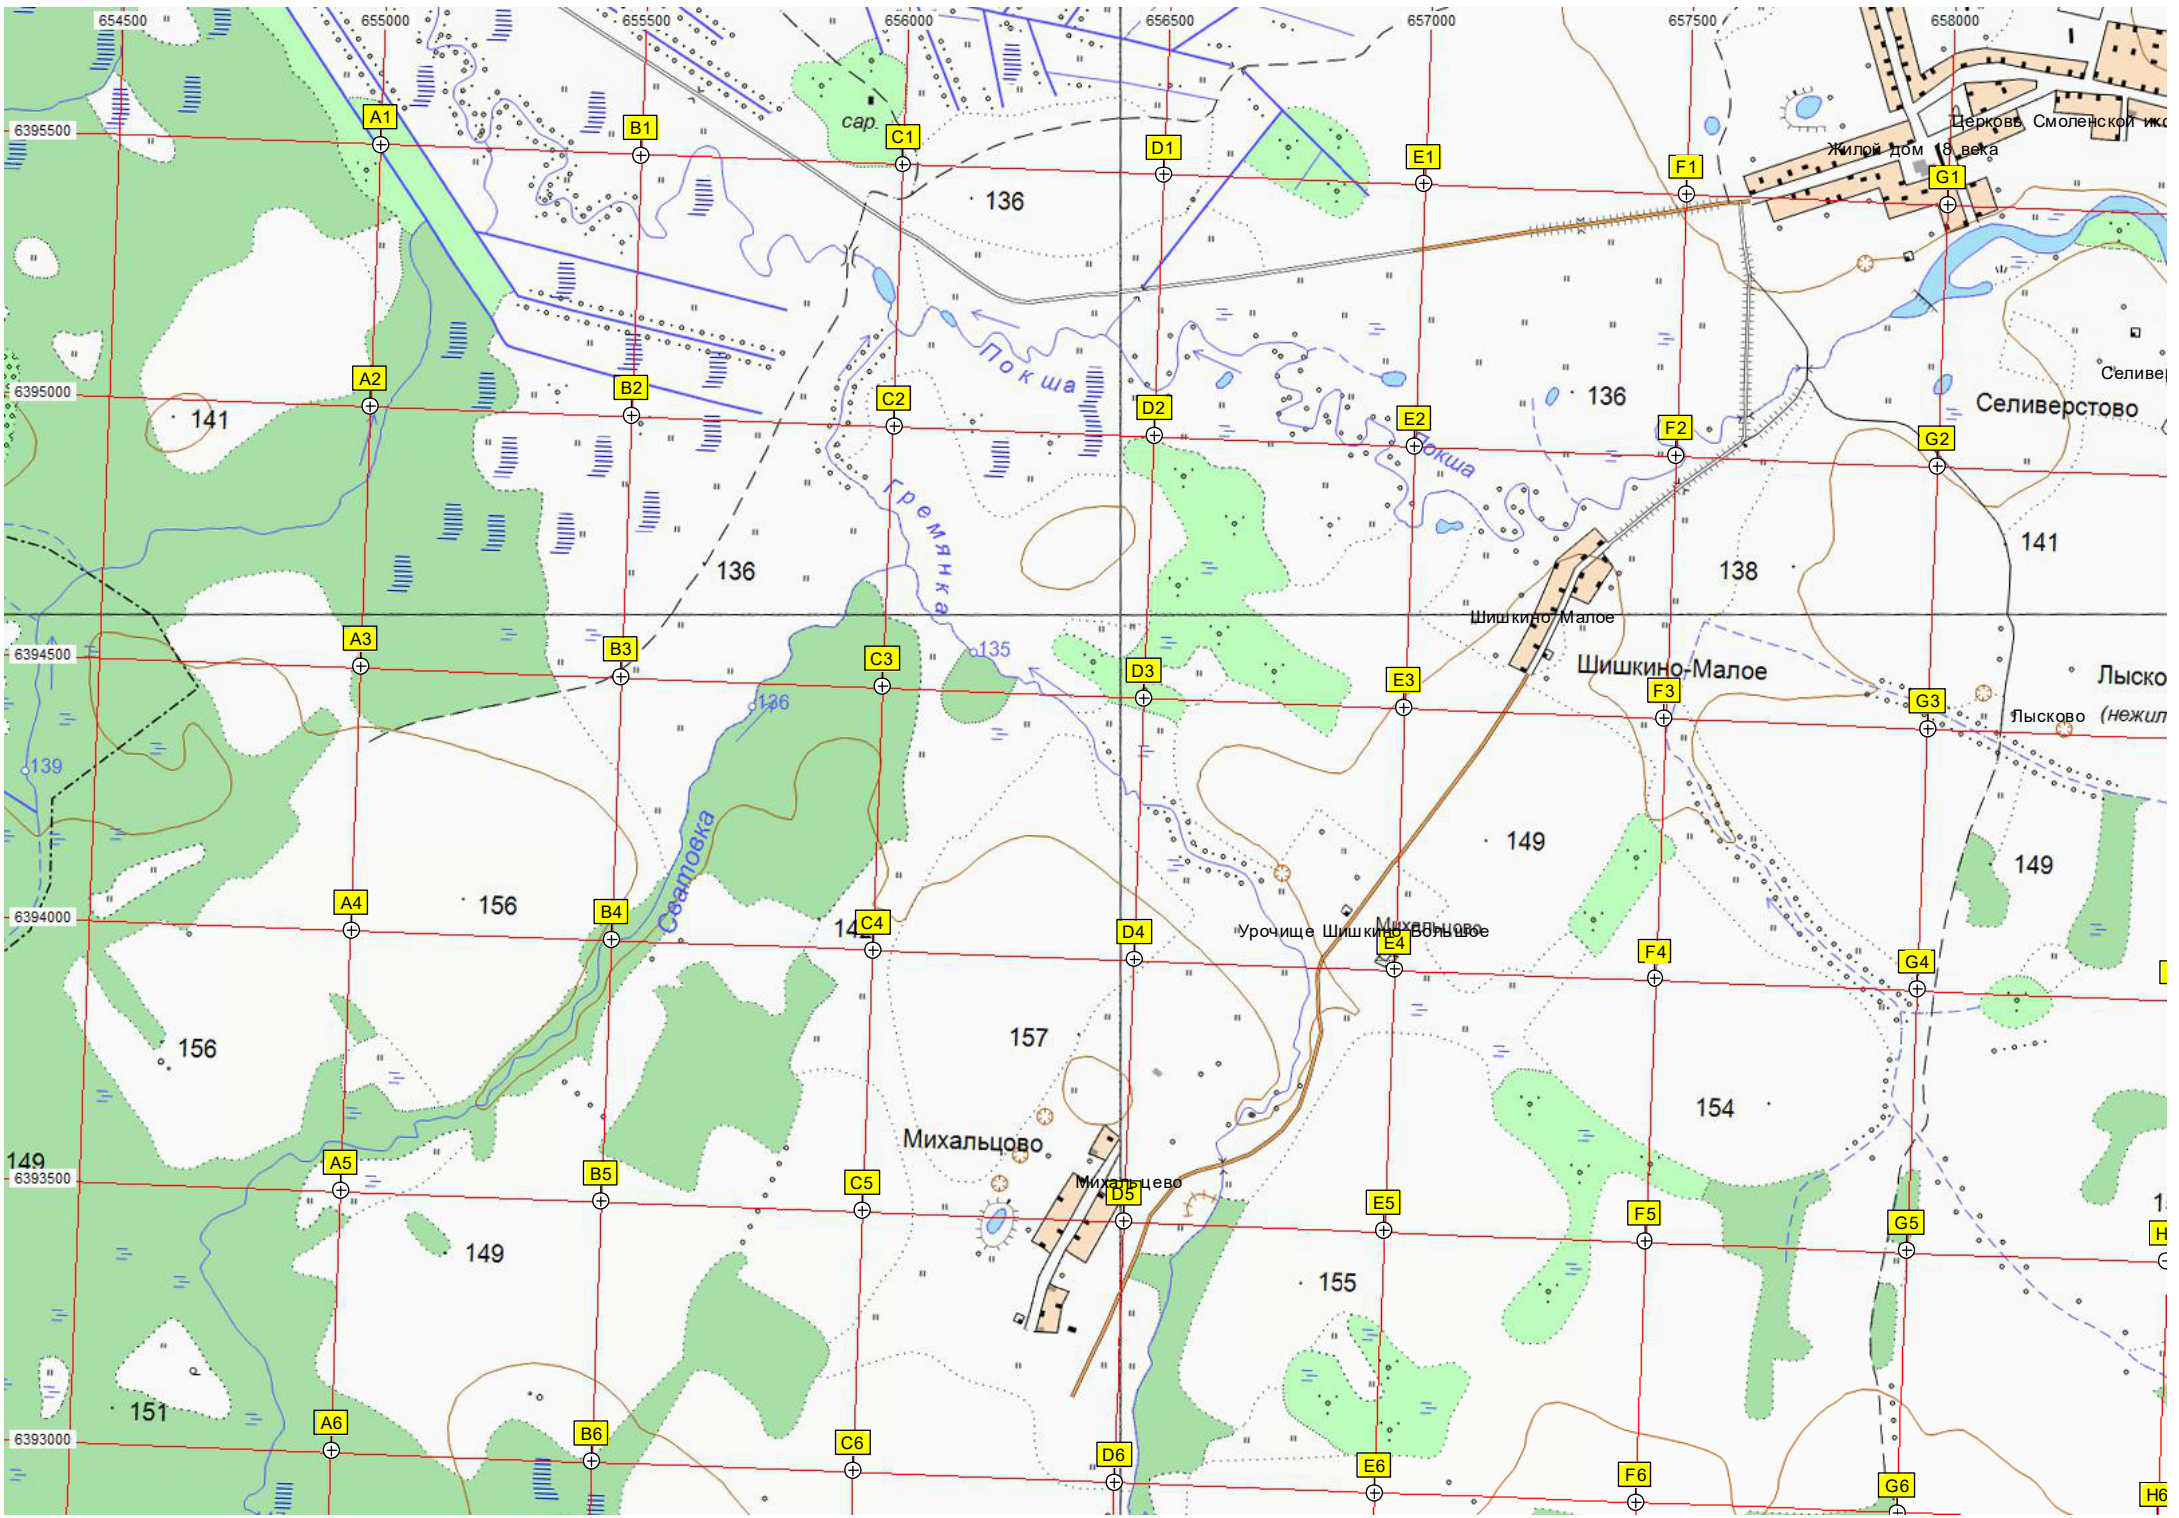 654500 655000 655500 656000 656500 657000 657500 658000
6395500 A1 B1 C1 D1 E1 F1 G1
сар.
Церковь Смоленской ико
Жилой дом 18 века
136
6395000 A2 B2 C2 D2 E2 F2 G2
Покша
141
136
Селивер
Селиверстово
Покша
Гремянка
136
138
141
Шишкино Малое
6394500 A3 B3 C3 D3 E3 F3 G3
135
Шишкино-Малое
Лыско
136
Лысково (нежил
139
Сватовка
149
149
6394000 A4 B4 C4 D4 E4 F4 G4
156
Михальцово
Урочище Шишкино Большое
156
157
154
Михальцово
149
6393500 A5 B5 C5 D5 E5 F5 G5 H
Михальцево
149
155
151
6393000 A6 B6 C6 D6 E6 F6 G6 H6